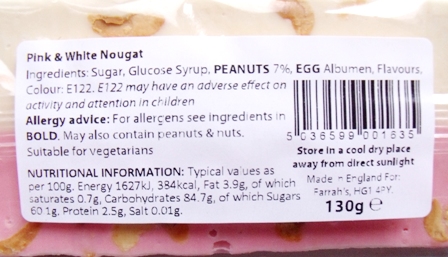 Pink & White Nougat
Ingredients: Sugar, Glucose Syrup, PEANUTS 7%, EGG Albumen, Flavours,
Colour: E122. E122 may have an adverse effect on
activity and attention in children
Allergy advice: For allergens see ingredients in
BOLD. May also contain peanuts & nuts.
Suitable for vegetarians
NUTRITIONAL INFORMATION: Typical values as
per 100g. Energy 1627kJ, 384kcal, Fat 3.9g, of which
saturates 0.7g, Carbohydrates 84.7g, of which Sugars
60.1g, Protein 2.5g, Salt 0.01g.
5 036599 001635
Store in a cool dry place
away from direct sunlight
Made in England For:
Farrah's, HG1 4PY.
130g e